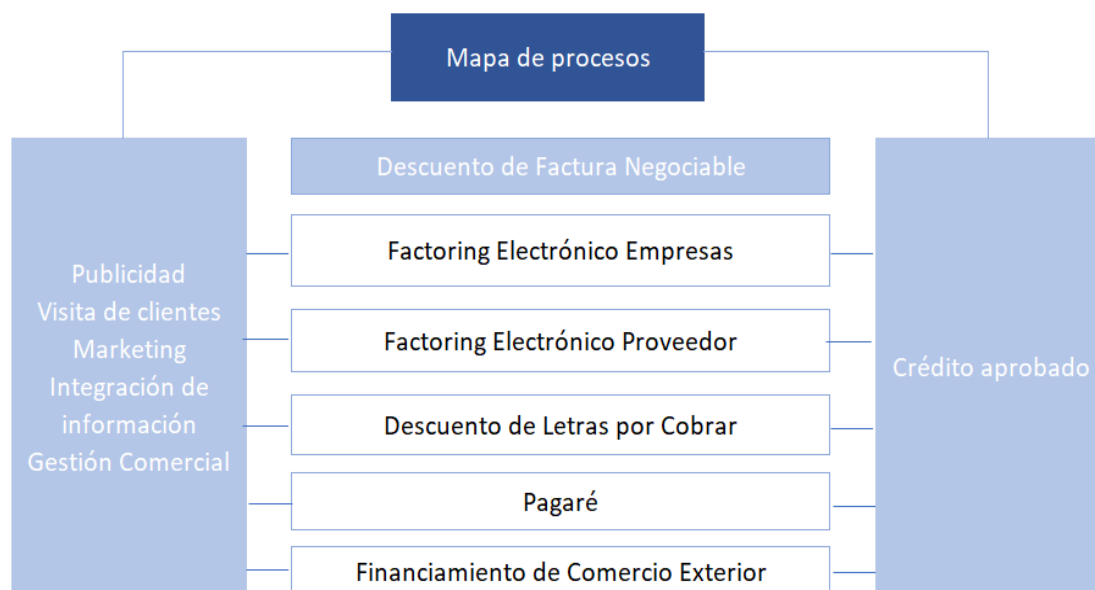 Mapa de procesos
Publicidad
Visita de clientes
Marketing
Integración de
información
Gestión Comercial
Descuento de Factura Negociable
Factoring Electrónico Empresas
Factoring Electrónico Proveedor
Descuento de Letras por Cobrar
Pagaré
Financiamiento de Comercio Exterior
Crédito aprobado